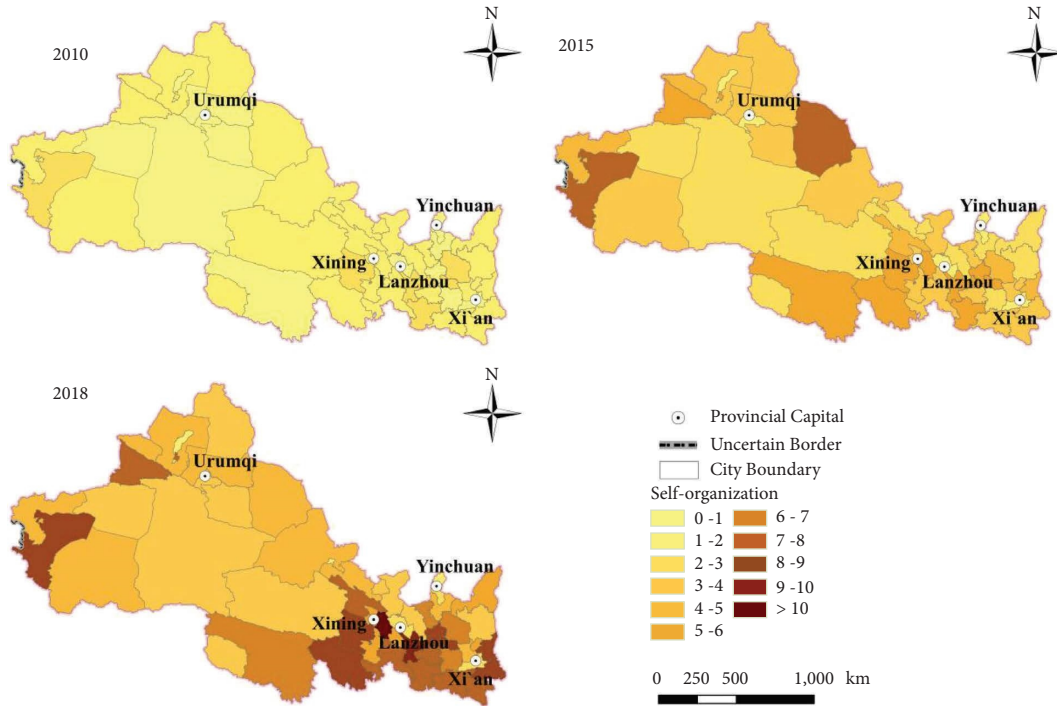 N
2010
Urumqi
Yinchuan
Xining
Lanzhou
Xi`an
N
2015
Urumqi
Yinchuan
Xining
Lanzhou
Xi`an
N
2018
Urumqi
Yinchuan
Xining
Lanzhou
Xi`an
Provincial Capital
Uncertain Border
City Boundary
Self-organization
0 -1
1 -2
2 -3
3 -4
4 -5
5 -6
6 - 7
7 - 8
8 -9
9 -10
> 10
0 250 500 1,000 km